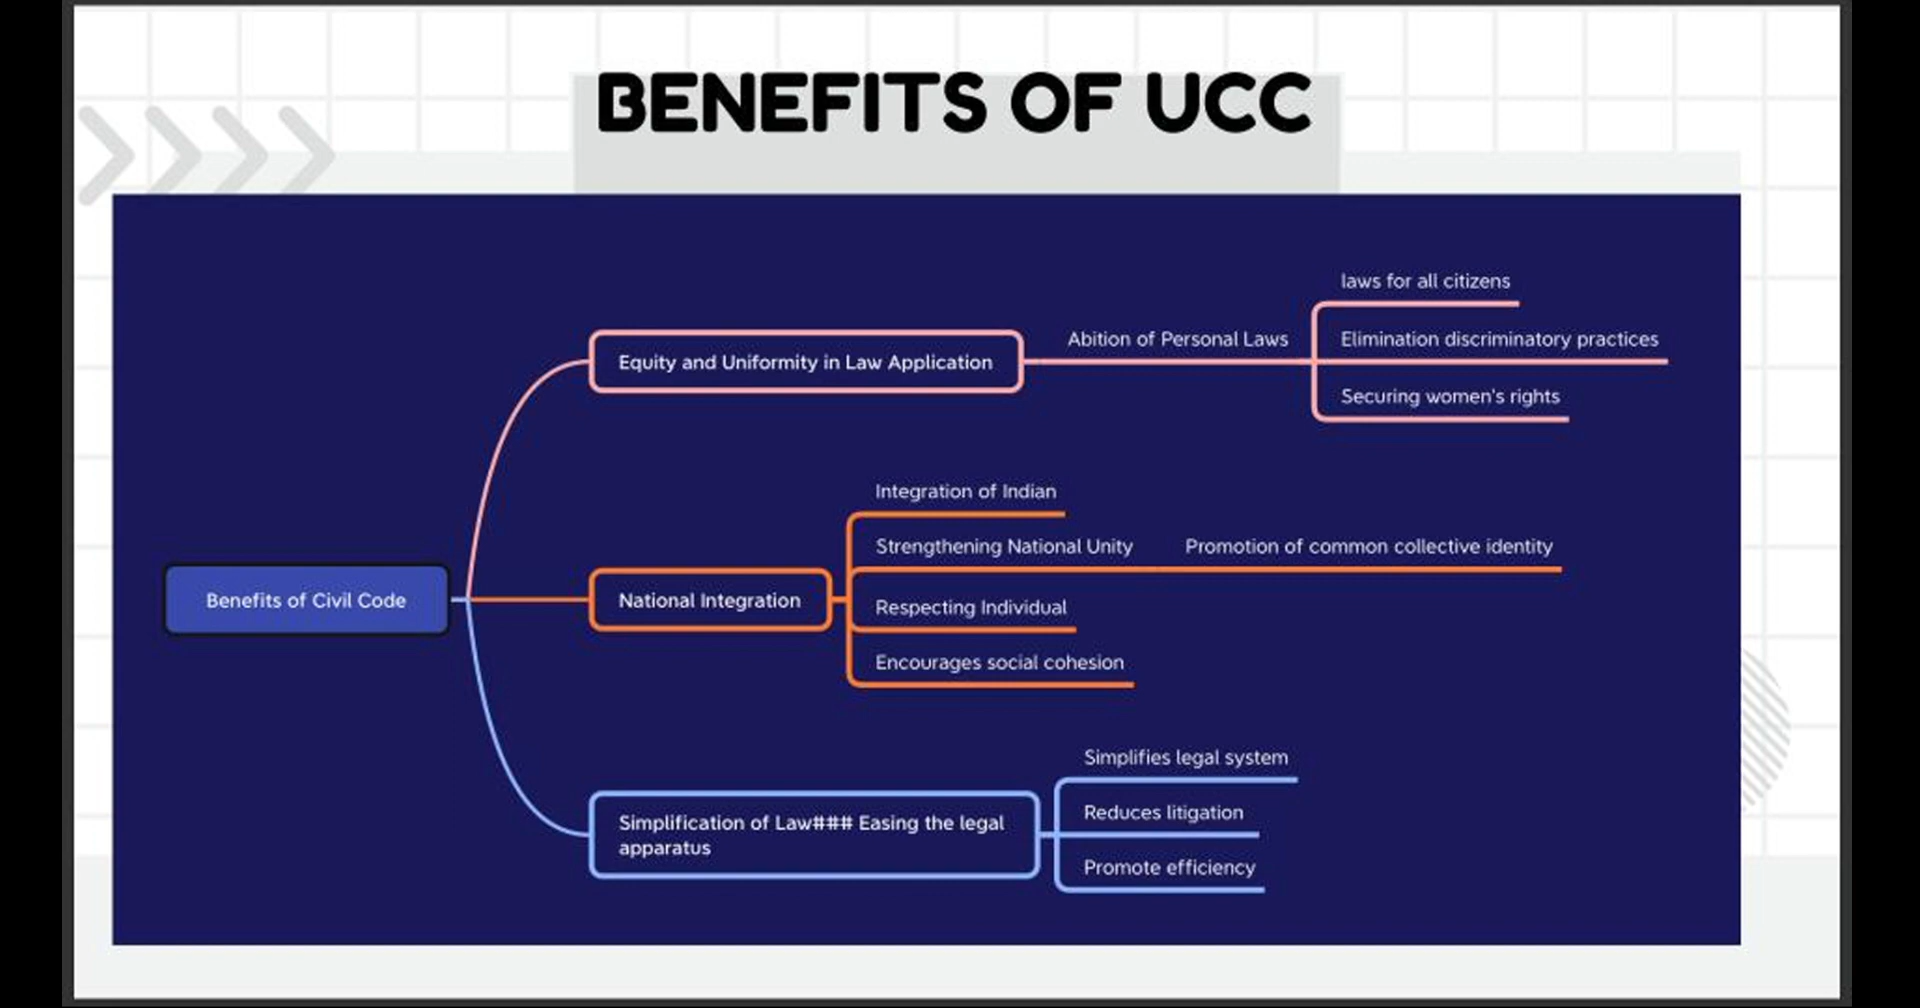 BENEFITS OF UCC
laws for all citizens
Abition of Personal Laws
Elimination discriminatory practices
Equity and Uniformity in Law Application
Securing women's rights
Integration of Indian
Strengthening National Unity
Promotion of common collective identity
Benefits of Civil Code
National Integration
Respecting Individual
Encourages social cohesion
Simplifies legal system
Simplification of Law### Easing the legal
apparatus
Reduces litigation
Promote efficiency